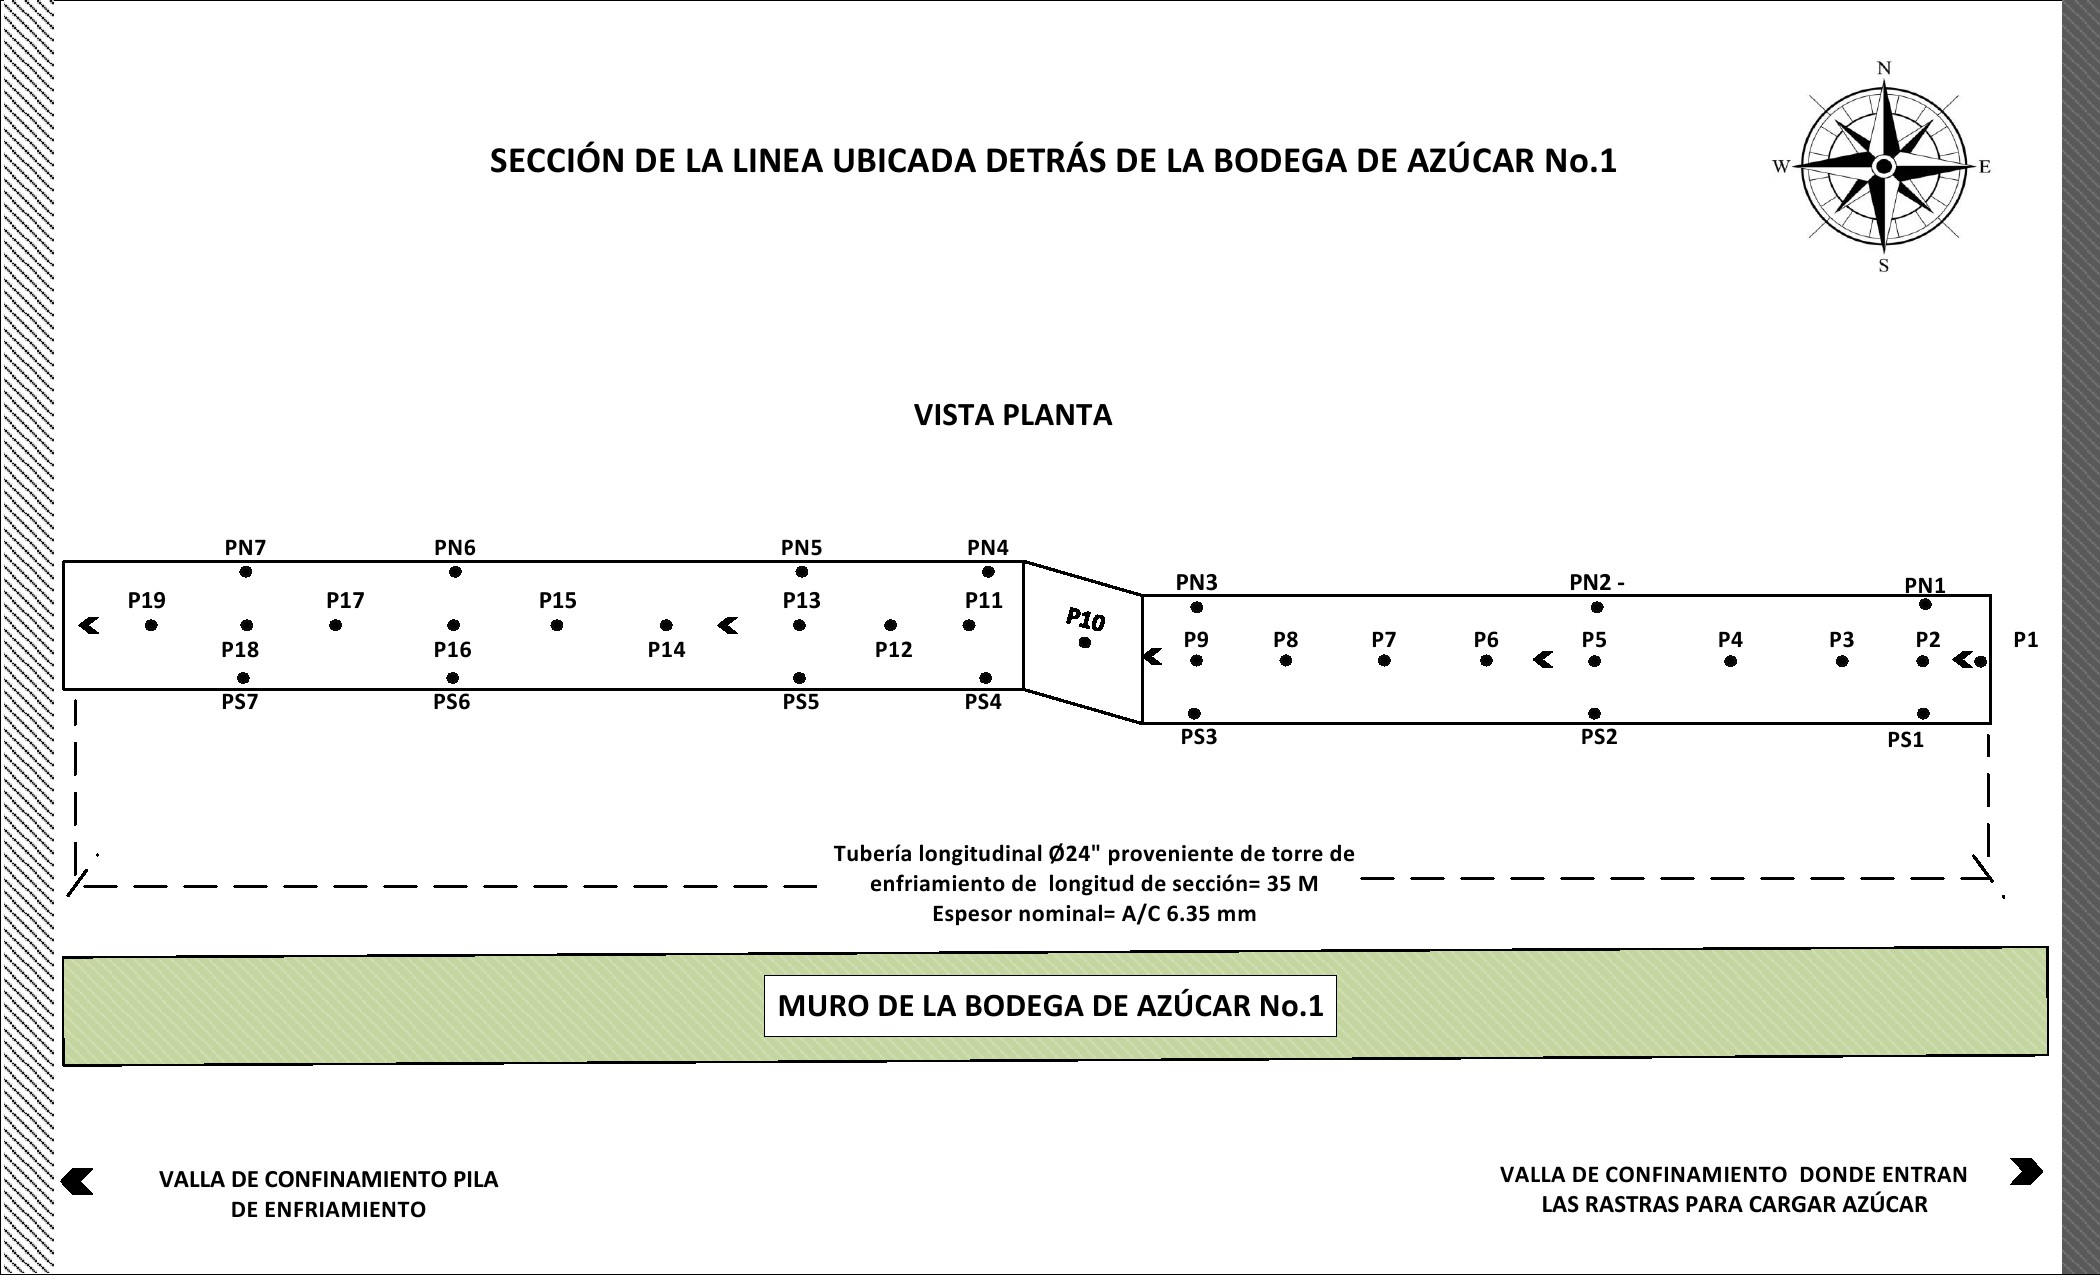 N
W
E
S
SECCIÓN DE LA LINEA UBICADA DETRÁS DE LA BODEGA DE AZÚCAR No.1
VISTA PLANTA
PN7
PN6
PN5
PN4
PN3
PN2 -
PN1
P19
P17
P15
P13
P11
P10
P18
P16
P14
P12
P9
P8
P7
P6
P5
P4
P3
P2
P1
PS7
PS6
PS5
PS4
PS3
PS2
PS1
Tubería longitudinal Ø24" proveniente de torre de
enfriamiento de longitud de sección= 35 M
Espesor nominal= A/C 6.35 mm
MURO DE LA BODEGA DE AZÚCAR No.1
VALLA DE CONFINAMIENTO PILA
DE ENFRIAMIENTO
VALLA DE CONFINAMIENTO DONDE ENTRAN
LAS RASTRAS PARA CARGAR AZÚCAR